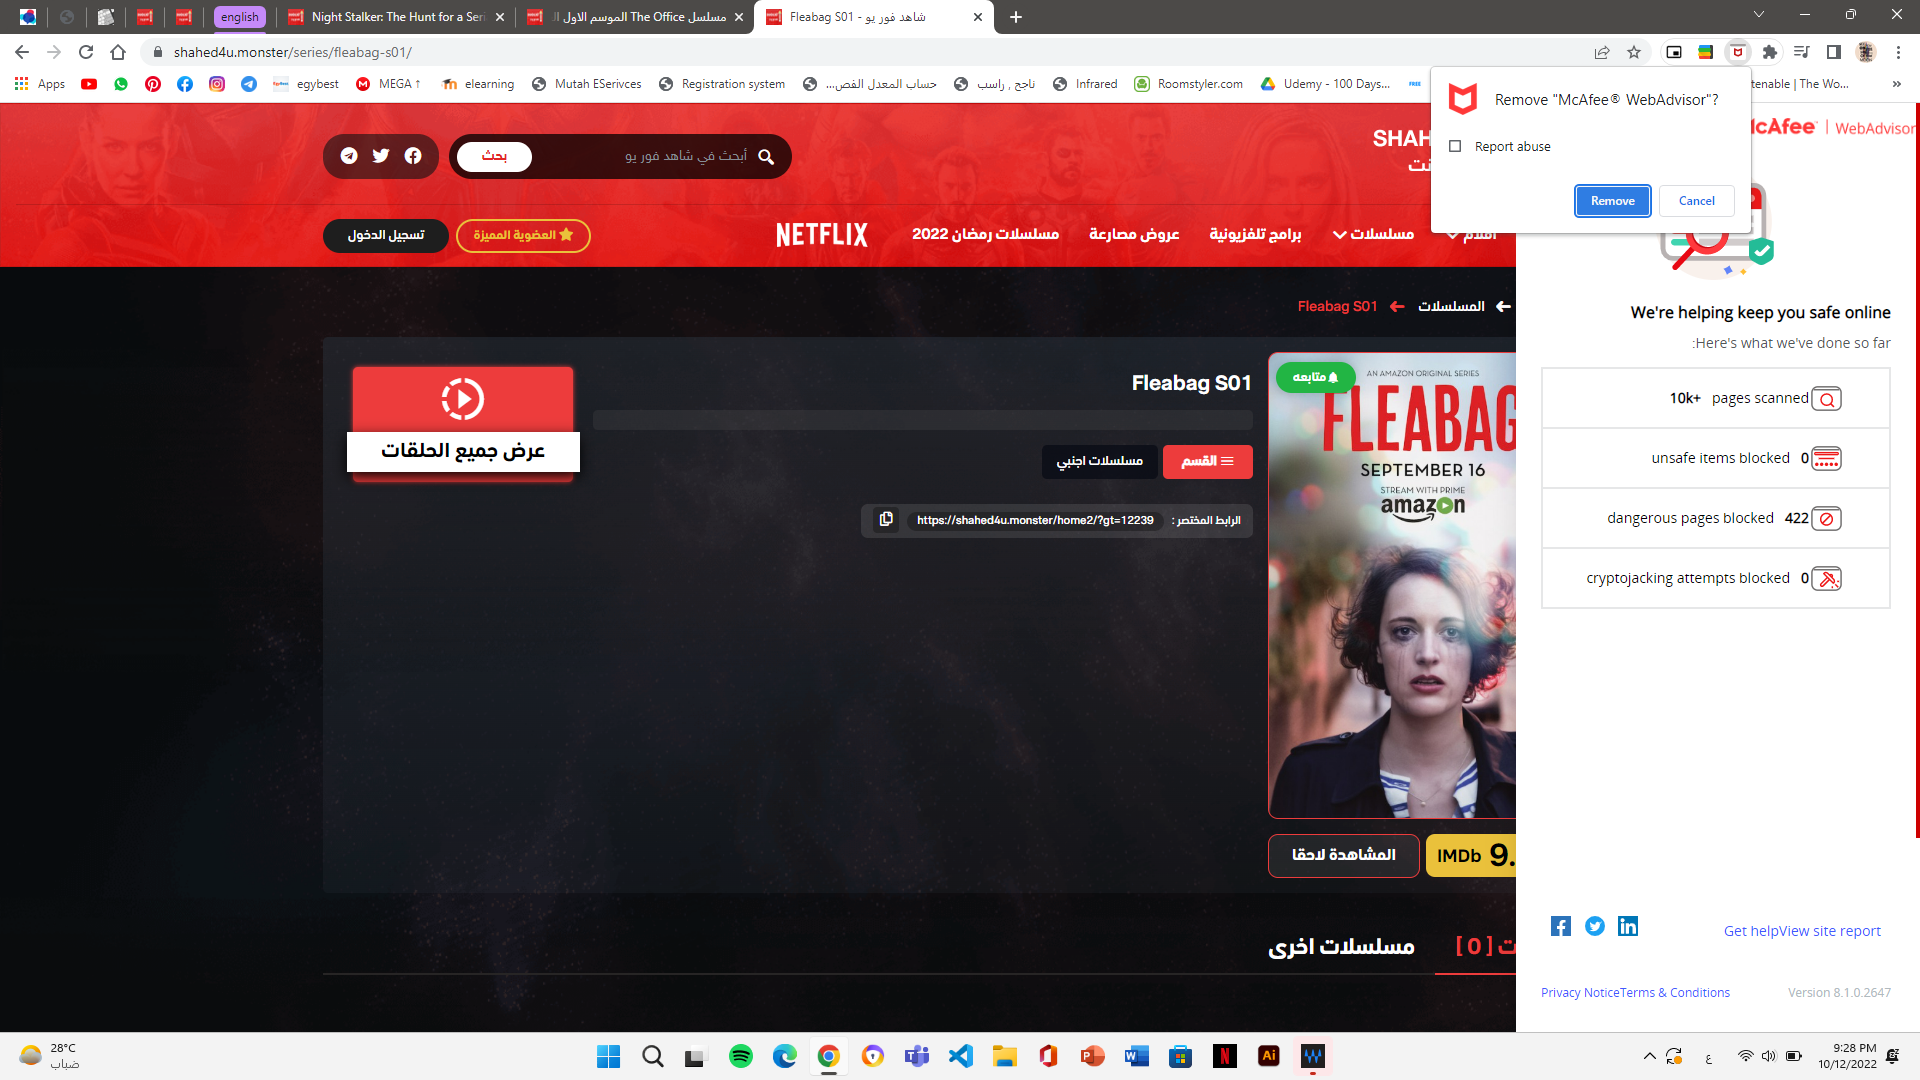 english
Night Stalker: The Hunt for a Seri
مسلسل The Office الموسم الاول ال
Fleabag S01 - شاهد فور يو
shahed4u.monster/series/fleabag-s01/
Apps
egybest
MEGA ↑
elearning
Mutah ESerivces
Registration system
حساب المعدل الفص...
ناجح , راسب
Infrared
Roomstyler.com
Udemy - 100 Days...
FREE
tenable | The Wo...
»
Remove "McAfee® WebAdvisor"?
Report abuse
Remove
Cancel
cAfee | WebAdvisor
SHAH
نت
أبحث في شاهد فور يو
بحث
مسلسلات
برامج تلفزيونية
عروض مصارعة
مسلسلات رمضان 2022
NETFLIX
العضوية المميزة
تسجيل الدخول
المسلسلات
Fleabag S01
Fleabag S01
عرض جميع الحلقات
القسم
مسلسلات اجنبي
الرابط المختصر :
https://shahed4u.monster/home2/?gt=12239
متابعه
AN AMAZON ORIGINAL SERIES
FLEABAG
SEPTEMBER 16
STREAM WITH PRIME
amazon
المشاهدة لاحقا
IMDb 9.
ت [ 0 ]
مسلسلات اخرى
We're helping keep you safe online
:Here's what we've done so far
10k+ pages scanned
unsafe items blocked 0
dangerous pages blocked 422
cryptojacking attempts blocked 0
Get helpView site report
Privacy NoticeTerms & Conditions
Version 8.1.0.2647
28°C
ضباب
ع
9:28 PM
10/12/2022